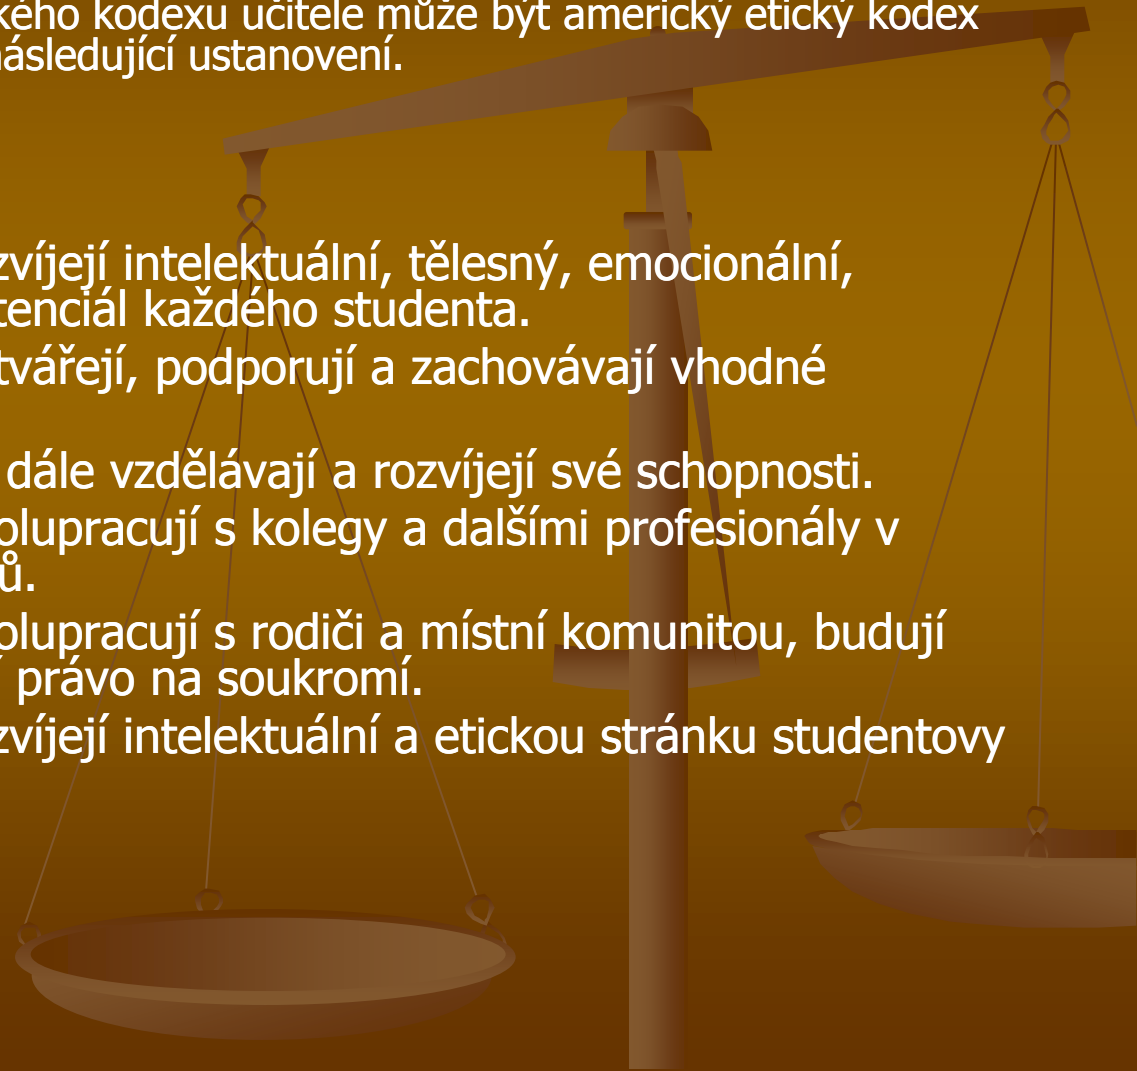 kého kodexu učitele může být americký etický kodex
následující ustanovení.
zvíjejí intelektuální, tělesný, emocionální,
tenciál každého studenta.
tvářejí, podporují a zachovávají vhodné
dále vzdělávají a rozvíjejí své schopnosti.
olupracují s kolegy a dalšími profesionály v
ů.
olupracují s rodiči a místní komunitou, budují
í právo na soukromí.
zvíjejí intelektuální a etickou stránku studentovy